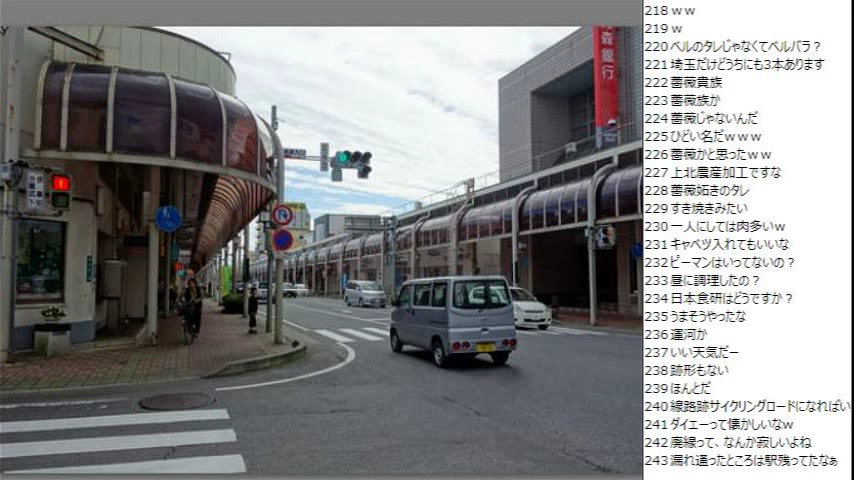 森銀行
218 ｗｗ
219 ｗ
220 ベルのタレじゃなくてベルバラ？
221 埼玉だけどうちにも3本あります
222 薔薇貴族
223 薔薇族か
224 薔薇じゃないんだ
225 ひどい名だｗｗｗ
226 薔薇かと思ったｗｗ
227 上北農産加工ですな
228 薔薇妬きのタレ
229 すき焼きみたい
230 一人にしては肉多いｗ
231 キャベツ入れてもいいな
232 ピーマンはいってないの？
233 昼に調理したの？
234 日本食研はどうですか？
235 うまそうやったな
236 運河か
237 いい天気だー
238 跡形もない
239 ほんとだ
240 線路跡サイクリングロードになればい
241 ダイエーって懐かしいなｗ
242 廃線って、なんか寂しいよね
243 漏れ通ったところは駅残ってたなぁ